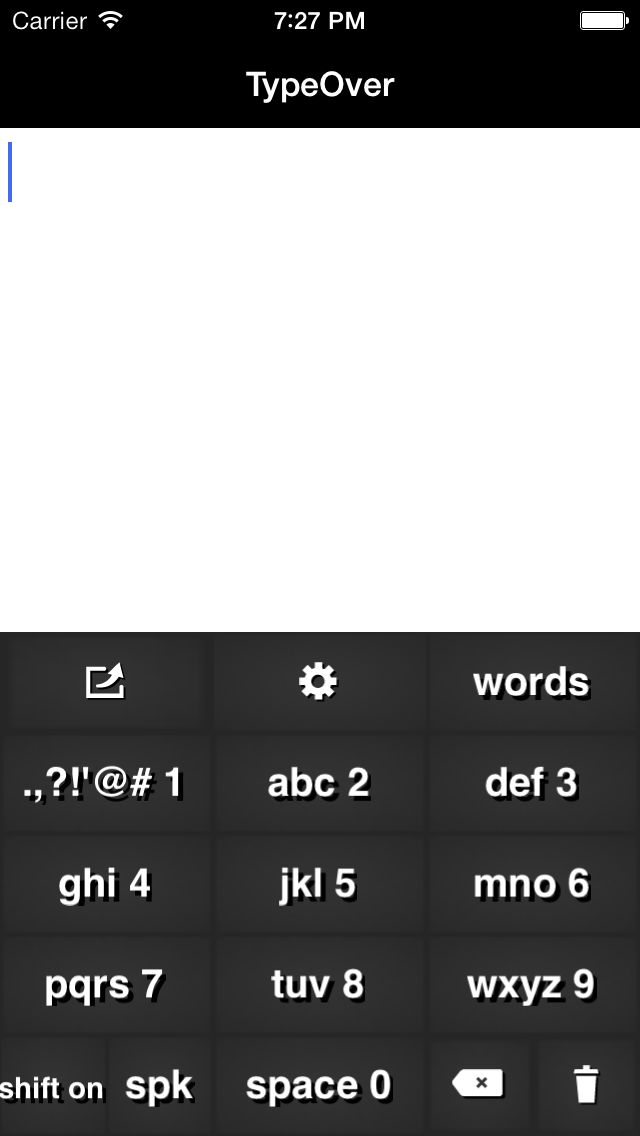 Carrier 7:27 PM
TypeOver
words
.,?!'@# 1 abc 2 def 3
ghi 4 jkl 5 mno 6
pqrs 7 tuv 8 wxyz 9
shift on spk space 0